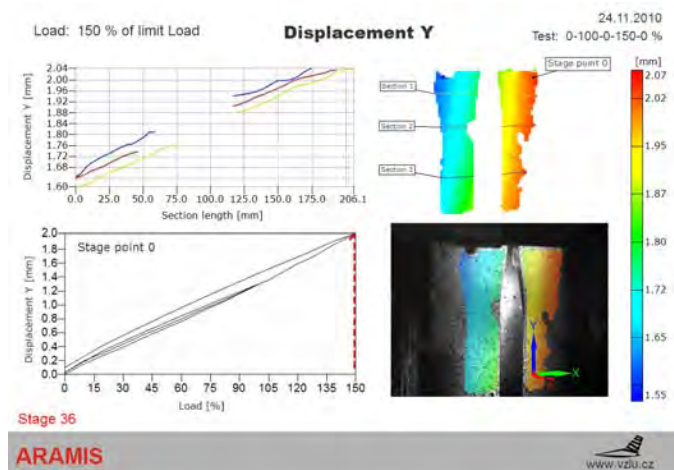 Load: 150 % of limit Load
Displacement Y
24.11.2010
Test: 0-100-0-150-0 %
Displacement Y [mm]
2.04
2.00
1.96
1.92
1.88
1.84
1.80
1.76
1.72
1.68
1.60
0.0 25.0 50.0 75.0 100.0 125.0 150.0 175.0 206.1
Section length [mm]
Stage point 0
Section 1
Section 2
Section 3
[mm]
2.07
2.02
1.95
1.87
1.80
1.72
1.65
1.55
Stage point 0
Displacement Y [mm]
2.0
1.8
1.6
1.4
1.2
1.0
0.8
0.6
0.4
0.2
0.0
0 15 30 45 60 75 90 105 120 135 150
Load [%]
Y
X
Stage 36
ARAMIS
www.vzlu.cz